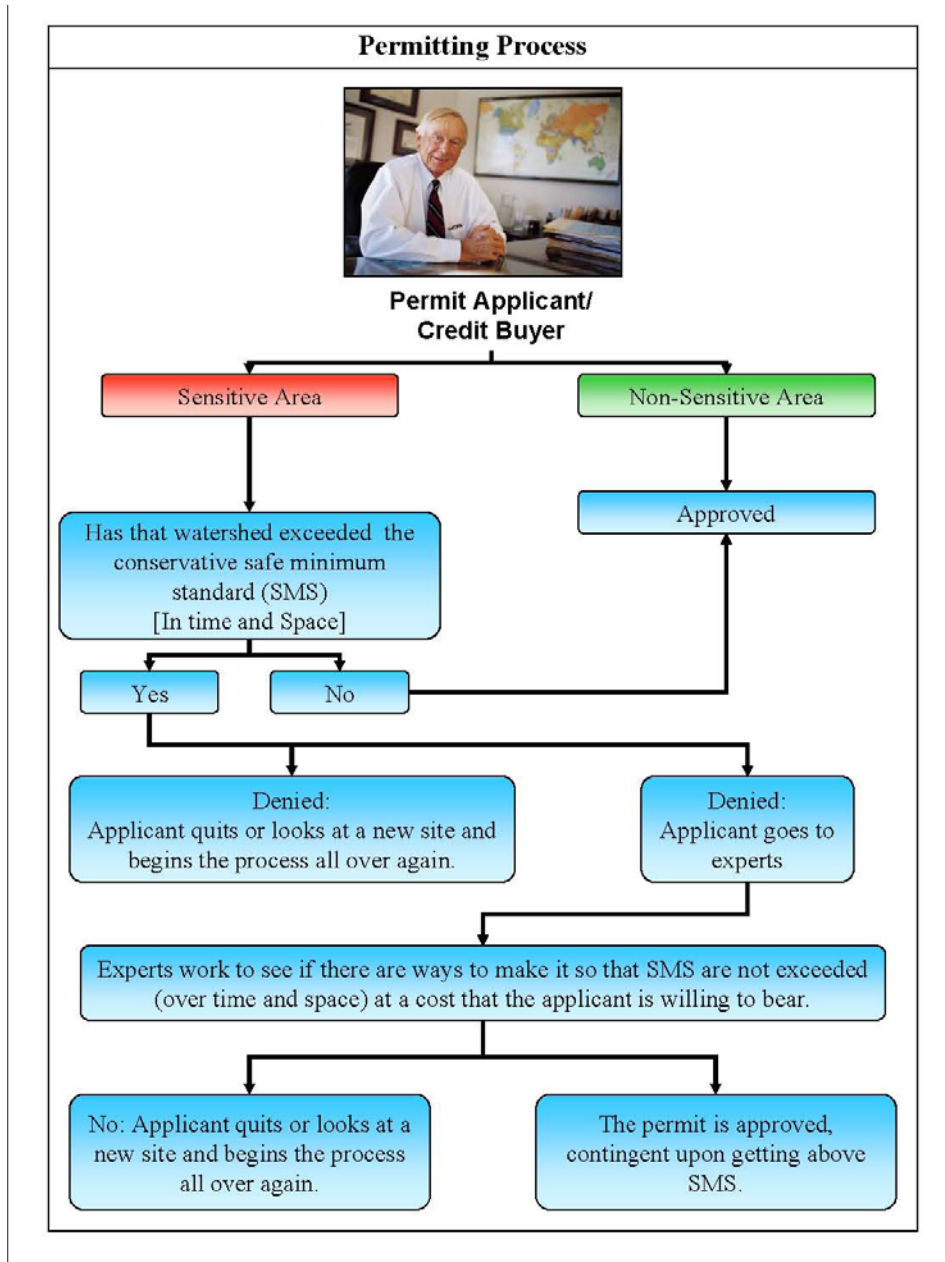 Permitting Process
Permit Applicant/
Credit Buyer
Sensitive Area
Non-Sensitive Area
Approved
Has that watershed exceeded the
conservative safe minimum
standard (SMS)
[In time and Space]
Yes
No
Denied:
Applicant quits or looks at a new site and
begins the process all over again.
Denied:
Applicant goes to
experts
Experts work to see if there are ways to make it so that SMS are not exceeded
(over time and space) at a cost that the applicant is willing to bear.
No: Applicant quits or looks at a
new site and begins the process
all over again.
The permit is approved,
contingent upon getting above
SMS.